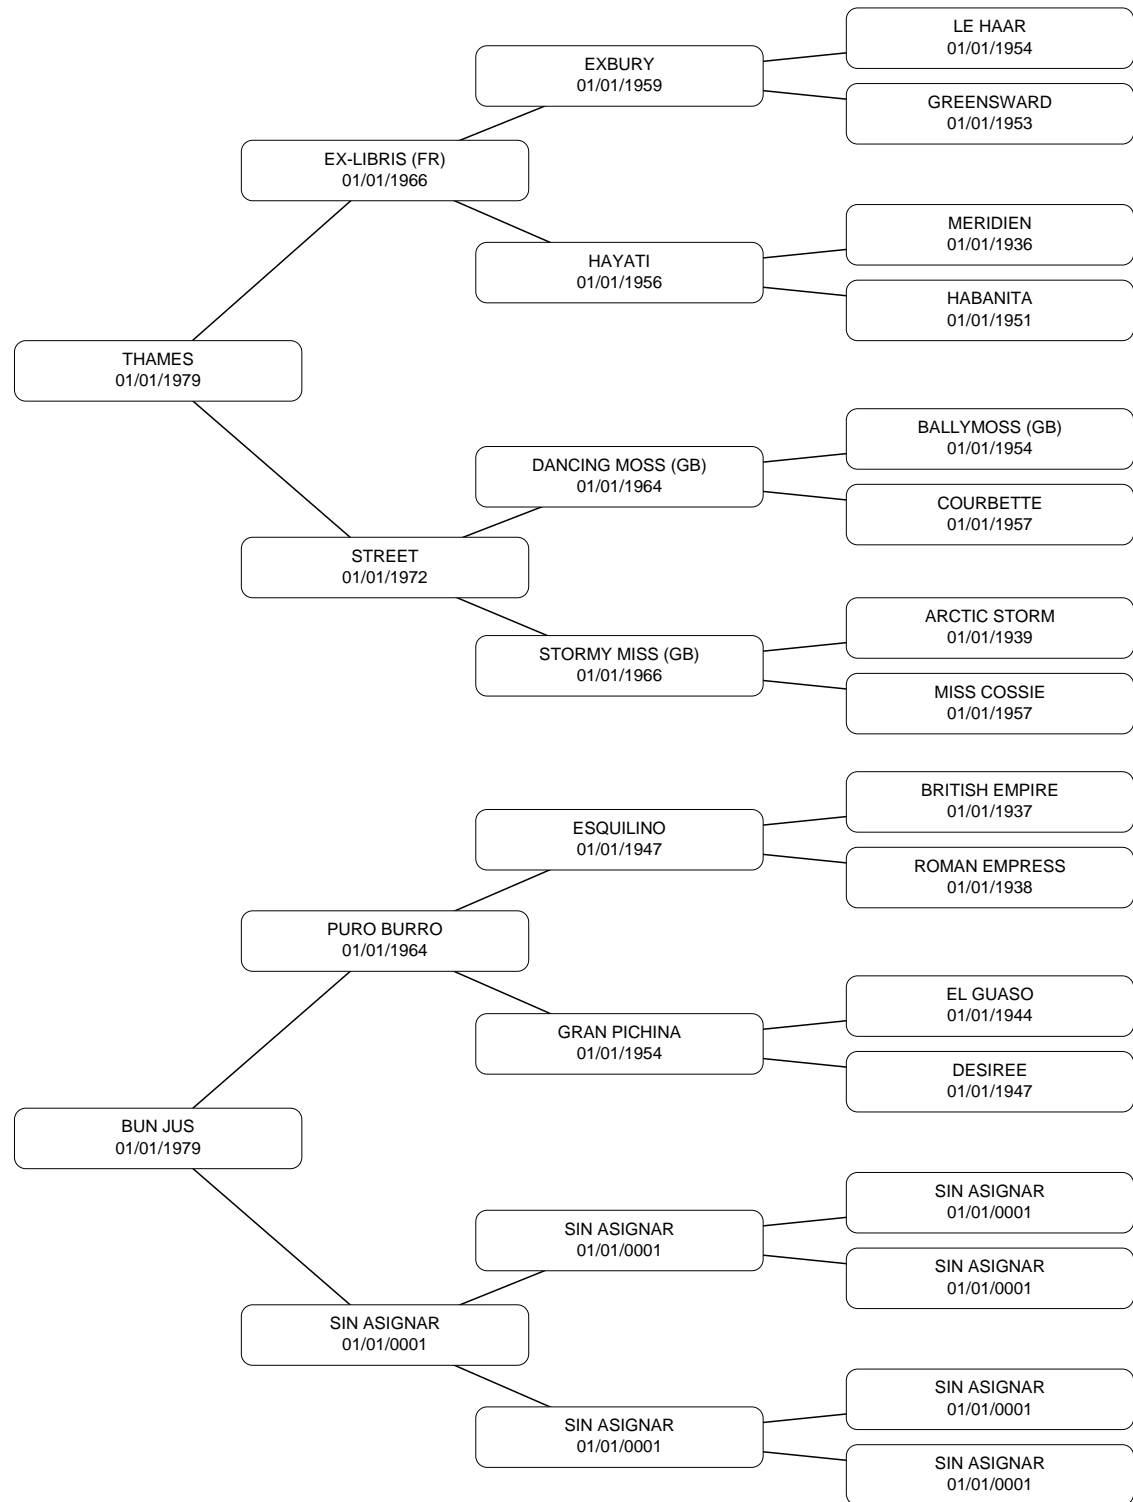 LE HAAR
01/01/1954
EXBURY
01/01/1959
GREENSWARD
01/01/1953
EX-LIBRIS (FR)
01/01/1966
MERIDIEN
01/01/1936
HAYATI
01/01/1956
HABANITA
01/01/1951
THAMES
01/01/1979
BALLYMOSS (GB)
01/01/1954
DANCING MOSS (GB)
01/01/1964
COURBETTE
01/01/1957
STREET
01/01/1972
ARCTIC STORM
01/01/1939
STORMY MISS (GB)
01/01/1966
MISS COSSIE
01/01/1957
BRITISH EMPIRE
01/01/1937
ESQUILINO
01/01/1947
ROMAN EMPRESS
01/01/1938
PURO BURRO
01/01/1964
EL GUASO
01/01/1944
GRAN PICHINA
01/01/1954
DESIREE
01/01/1947
BUN JUS
01/01/1979
SIN ASIGNAR
01/01/0001
SIN ASIGNAR
01/01/0001
SIN ASIGNAR
01/01/0001
SIN ASIGNAR
01/01/0001
SIN ASIGNAR
01/01/0001
SIN ASIGNAR
01/01/0001
SIN ASIGNAR
01/01/0001